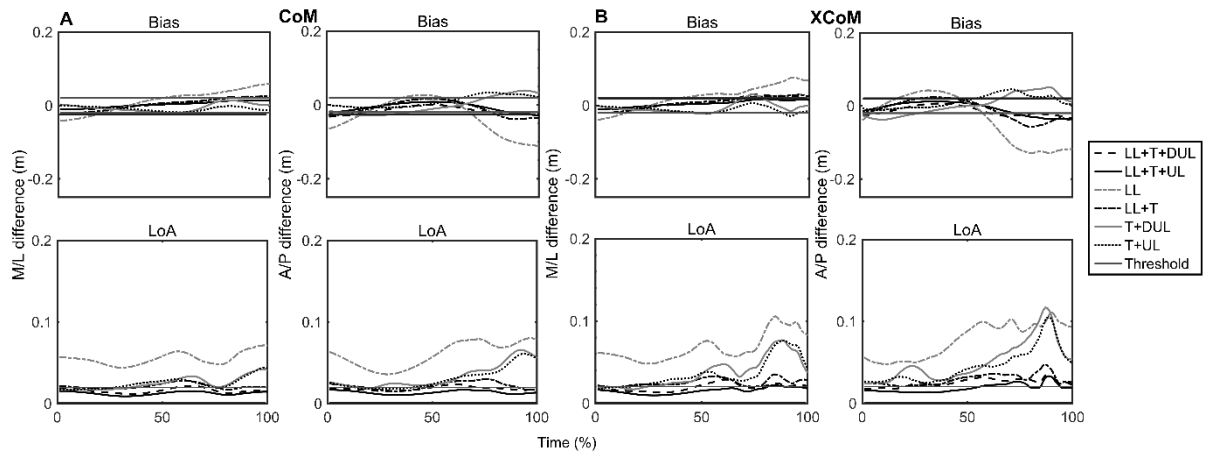 A CoM B XCoM
Bias Bias Bias Bias
0.2 0.2 0.2 0.2
0 0 0 0
-0.2 -0.2 -0.2 -0.2
M/L difference (m) A/P difference (m) M/L difference (m) A/P difference (m)
LoA LoA LoA LoA
0.2 0.2 0.2 0.2
0.1 0.1 0.1 0.1
0 0 0 0
0 50 100 0 50 100 0 50 100 0 50 100
Time (%)
LL+T+DUL
LL+T+UL
LL
LL+T
T+DUL
T+UL
Threshold